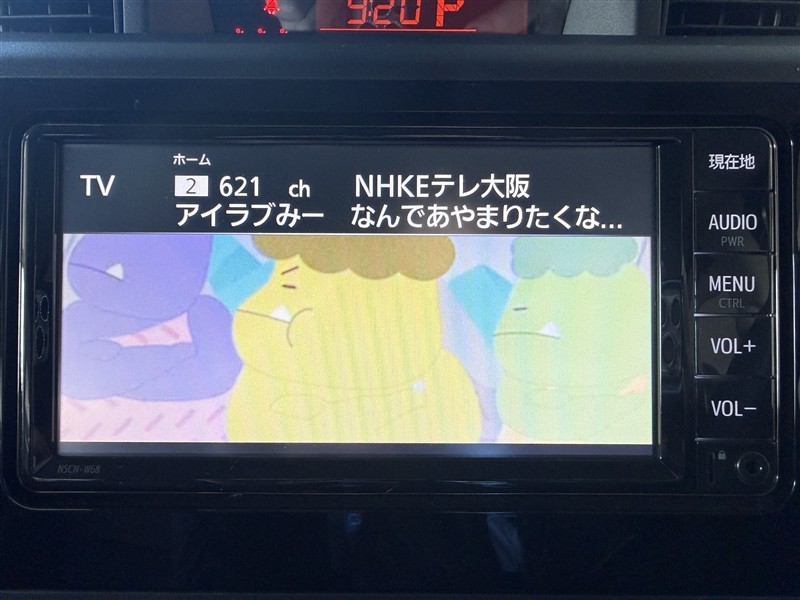 9:20 P
ホーム
TV 2 621 ch NHKEテレ大阪
アイラブみー なんであやまりたくな...
現在地
AUDIO
PWR
MENU
CTRL
VOL+
VOL-
NSCN-W68